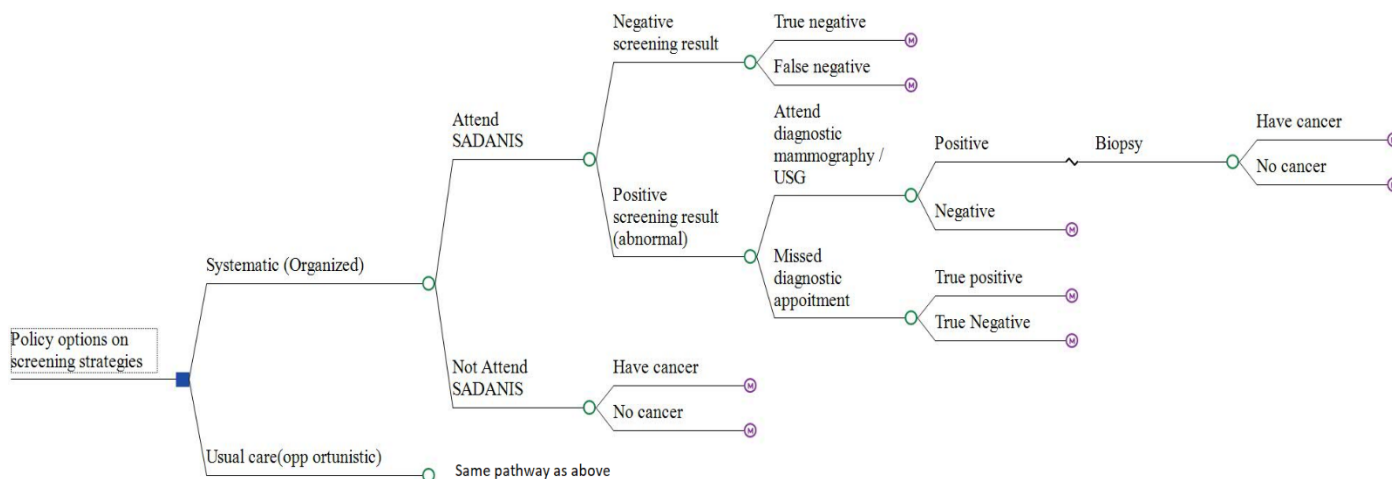 Policy options on
screening strategies
Systematic (Organized)
Attend
SADANIS
Negative
screening result
True negative
M
False negative
M
Positive
screening result
(abnormal)
Attend
diagnostic
mammography /
USG
Positive
Biopsy
Have cancer
M
No cancer
M
Negative
M
Missed
diagnostic
appoitment
True positive
M
True Negative
M
Not Attend
SADANIS
Have cancer
M
No cancer
M
Usual care(opp ortunistic)
Same pathway as above